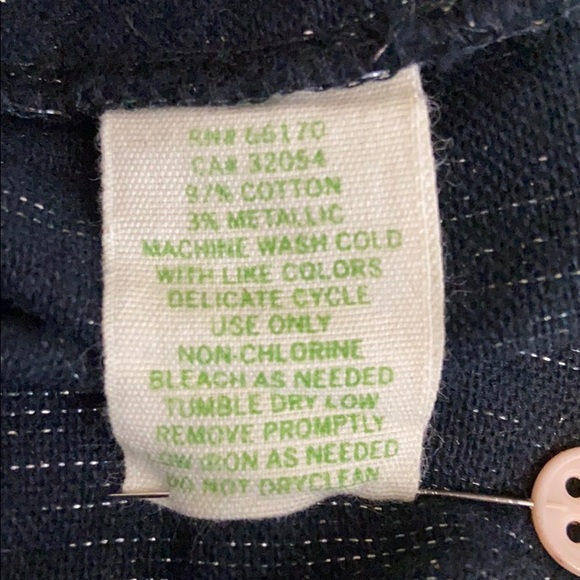 RN# 66170
CA# 32054
97% COTTON
3% METALLIC
MACHINE WASH COLD
WITH LIKE COLORS
DELICATE CYCLE
USE ONLY
NON-CHLORINE
BLEACH AS NEEDED
TUMBLE DRY LOW
REMOVE PROMPTLY
LOW IRON AS NEEDED
DO NOT DRYCLEAN